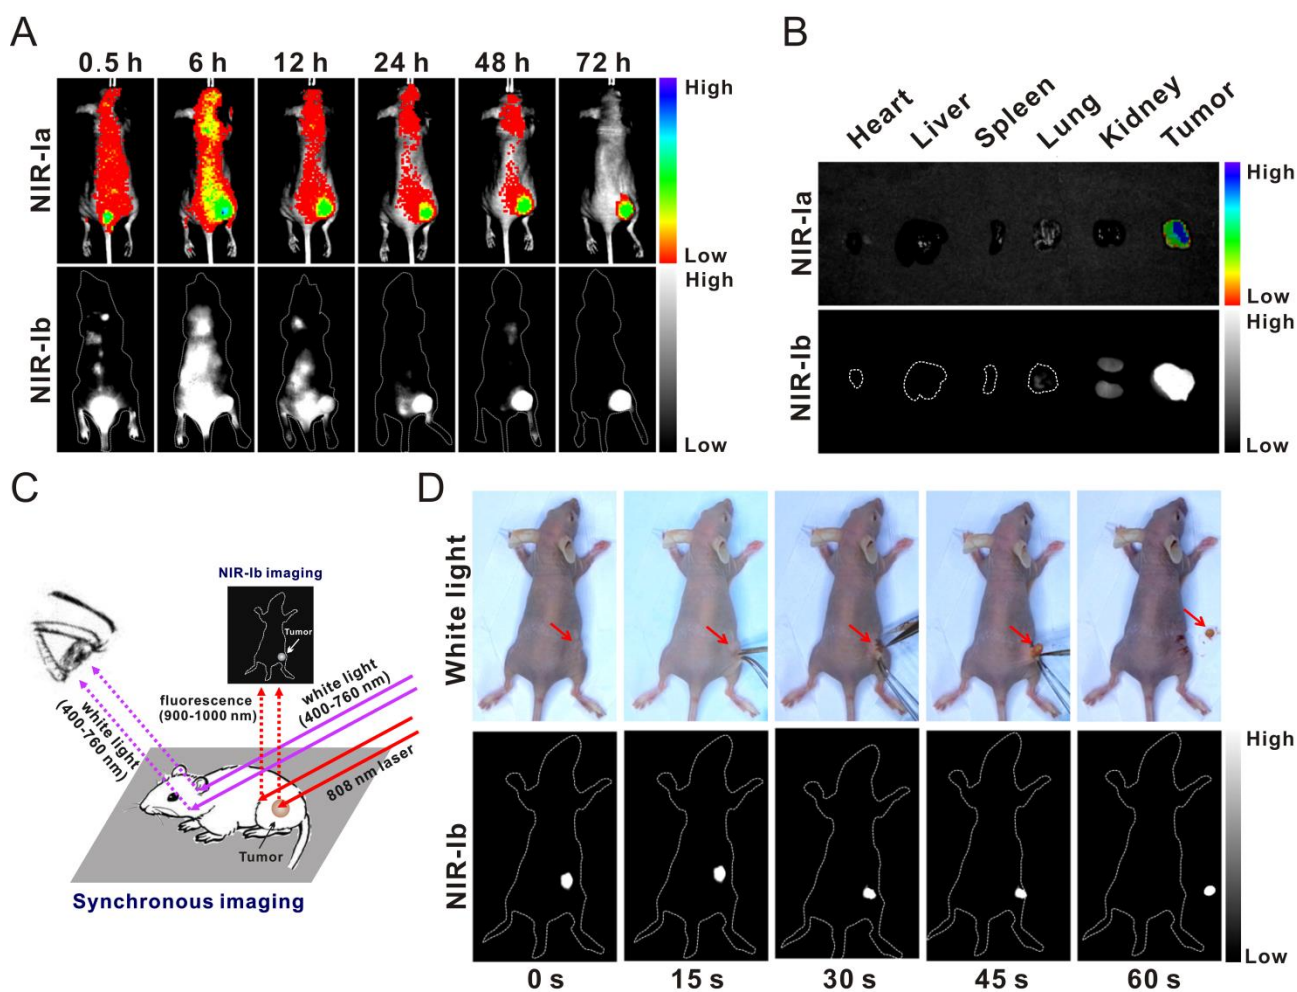 A
0.5 h 6 h 12 h 24 h 48 h 72 h
NIR-Ia
High
Low
NIR-Ib
High
Low
B
Heart Liver Spleen Lung Kidney Tumor
NIR-Ia
High
Low
NIR-Ib
High
Low
C
NIR-Ib imaging
Tumor
fluorescence
(900-1000 nm)
white light
(400-760 nm)
white light
(400-760 nm)
808 nm laser
Tumor
Synchronous imaging
D
White light
NIR-Ib
High
Low
0 s 15 s 30 s 45 s 60 s